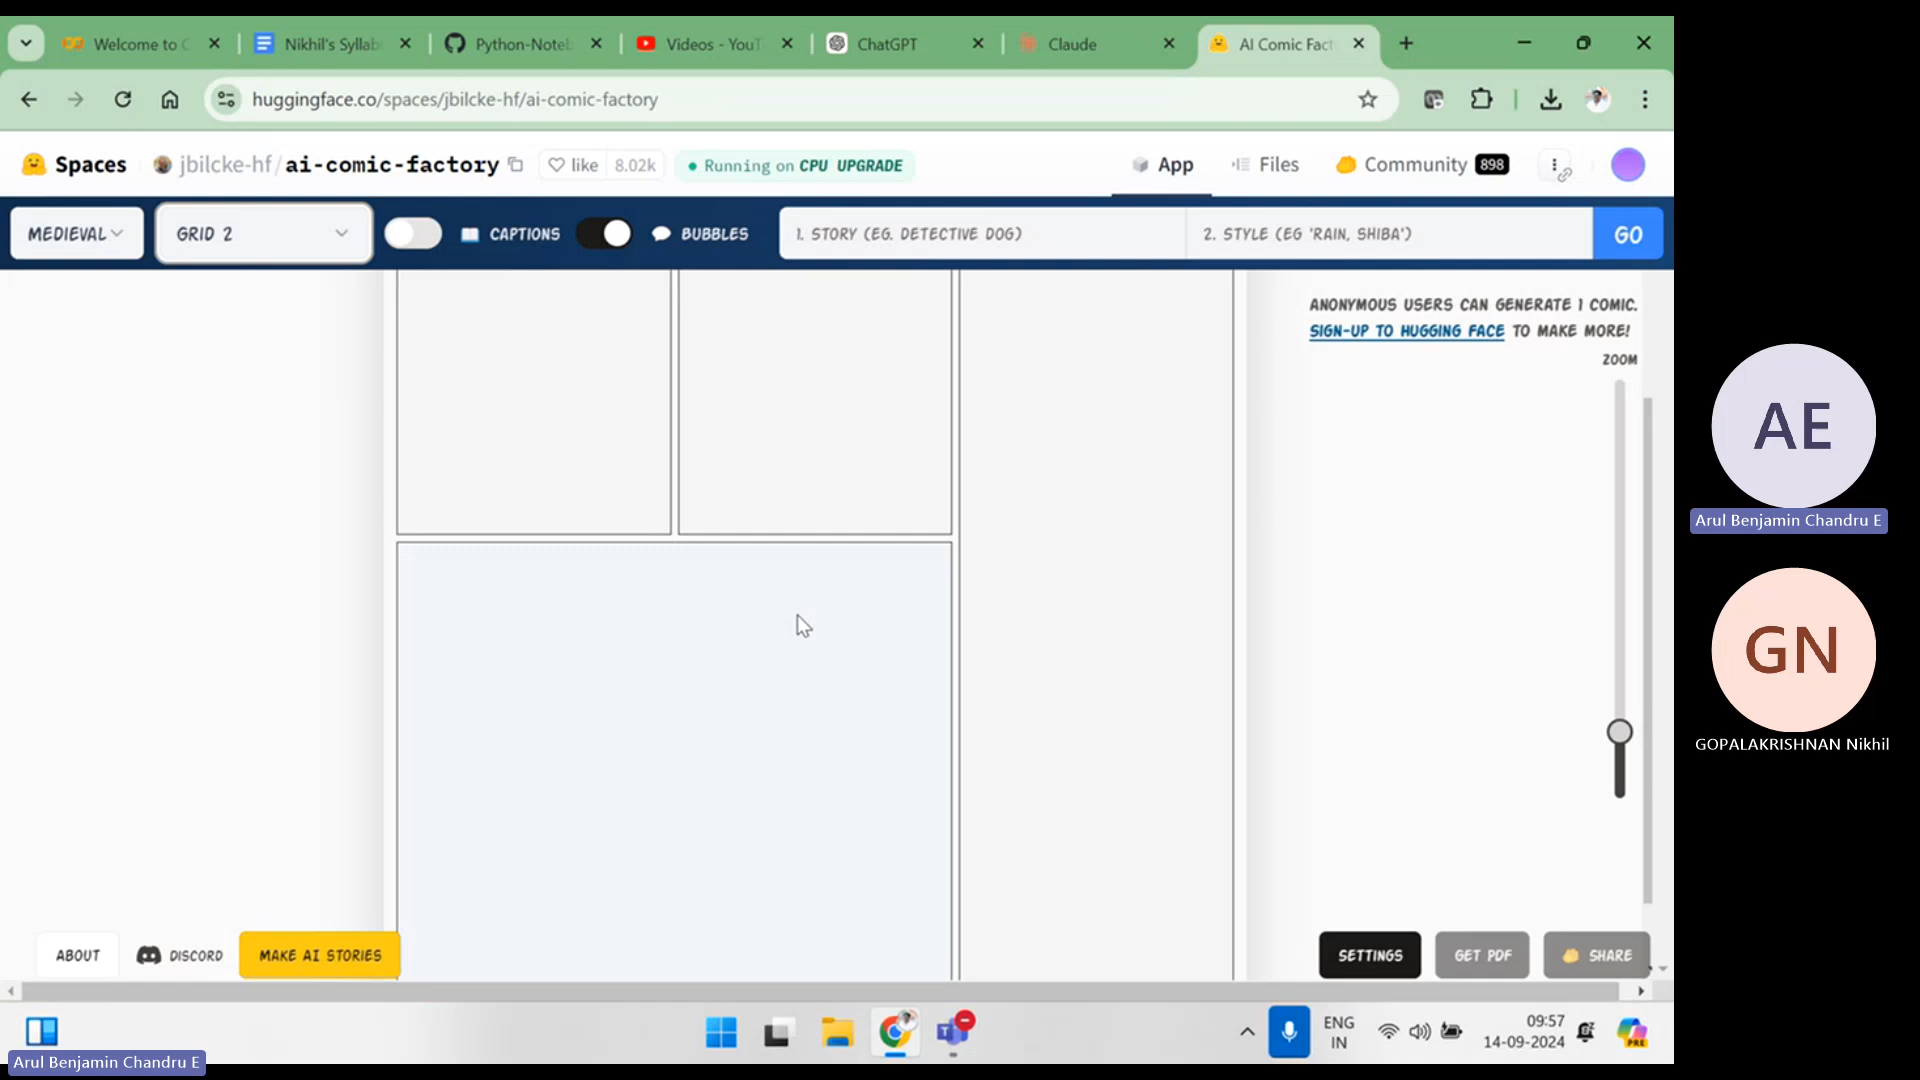 Welcome to C
Nikhil's Syllab
Python-Note
Videos - YouT
ChatGPT
Claude
AI Comic Fact
huggingface.co/spaces/jbilcke-hf/ai-comic-factory
Spaces
jbilcke-hf/ai-comic-factory
like 8.02k
Running on CPU UPGRADE
App
Files
Community 898
MEDIEVAL
GRID 2
CAPTIONS
BUBBLES
1. STORY (EG. DETECTIVE DOG)
2. STYLE (EG 'RAIN, SHIBA')
GO
ANONYMOUS USERS CAN GENERATE 1 COMIC.
SIGN-UP TO HUGGING FACE TO MAKE MORE!
ZOOM
AE
Arul Benjamin Chandru E
GN
GOPALAKRISHNAN Nikhil
ABOUT
DISCORD
MAKE AI STORIES
SETTINGS
GET PDF
SHARE
ENG
IN
09:57
14-09-2024
PRE
Arul Benjamin Chandru E